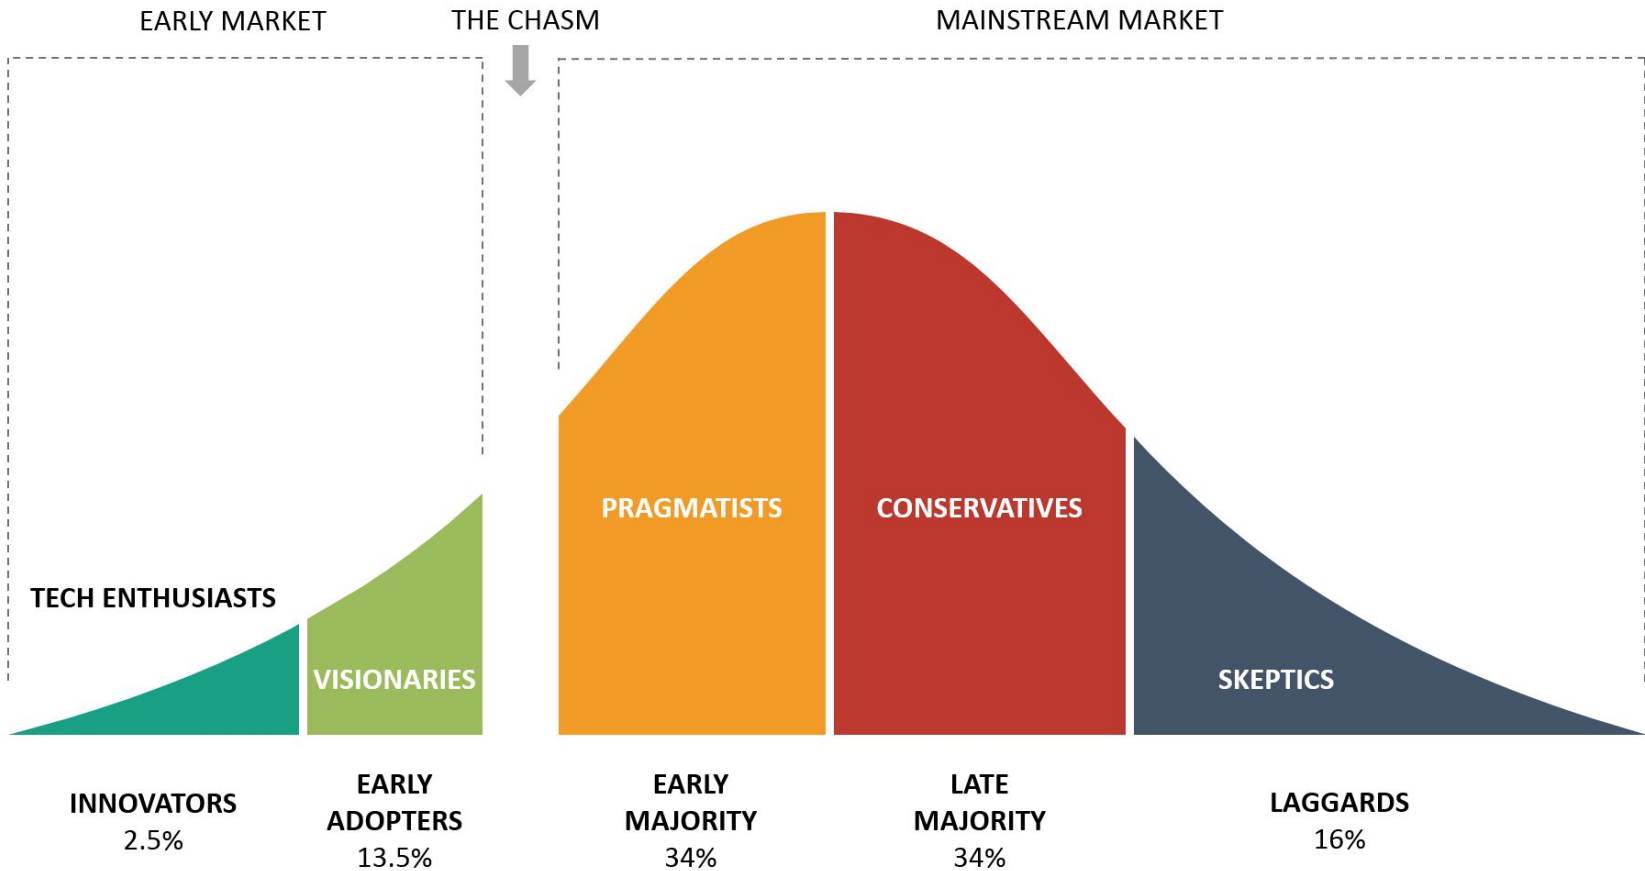 EARLY MARKET
THE CHASM
MAINSTREAM MARKET
TECH ENTHUSIASTS
VISIONARIES
PRAGMATISTS
CONSERVATIVES
SKEPTICS
INNOVATORS
2.5%
EARLY
ADOPTERS
13.5%
EARLY
MAJORITY
34%
LATE
MAJORITY
34%
LAGGARDS
16%